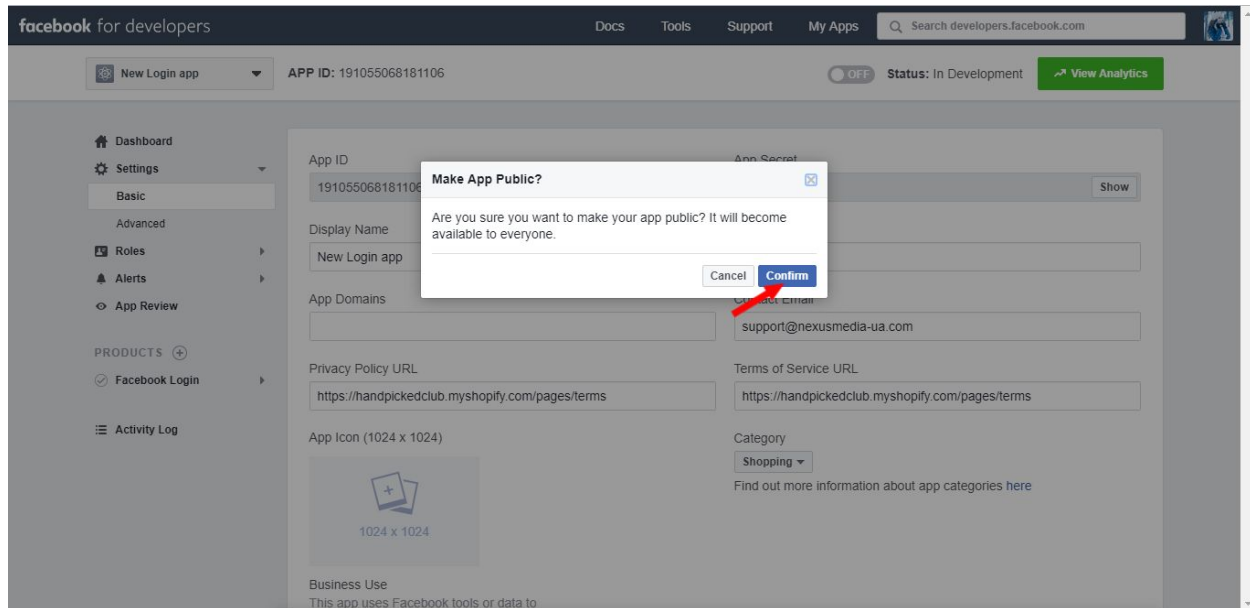 facebook for developers
Docs Tools Support My Apps Search developers.facebook.com
New Login app APP ID: 191055068181106 OFF Status: In Development View Analytics
Dashboard
Settings
Basic
Advanced
Roles
Alerts
App Review
PRODUCTS
Facebook Login
Activity Log
App ID App Secret
191055068181106 Show
Make App Public?
Are you sure you want to make your app public? It will become
available to everyone.
Cancel Confirm
Display Name
New Login app
App Domains Contact Email
support@nexusmedia-ua.com
Privacy Policy URL Terms of Service URL
https://handpickedclub.myshopify.com/pages/terms https://handpickedclub.myshopify.com/pages/terms
App Icon (1024 x 1024) Category
Shopping
Find out more information about app categories here
1024 x 1024
Business Use
This app uses Facebook tools or data to